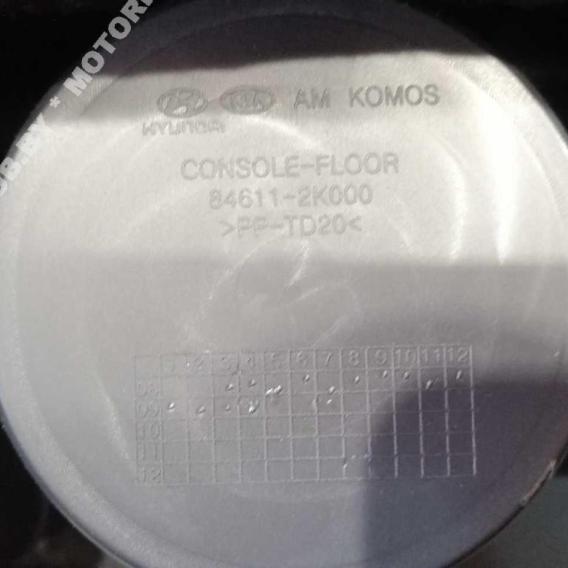 KIA AM KOMOS
HYUNDAI
CONSOLE-FLOOR
84611-2K000
>PP-TD20<
1 2 3 4 5 6 7 8 9 10 11 12
08
09
10
11
12